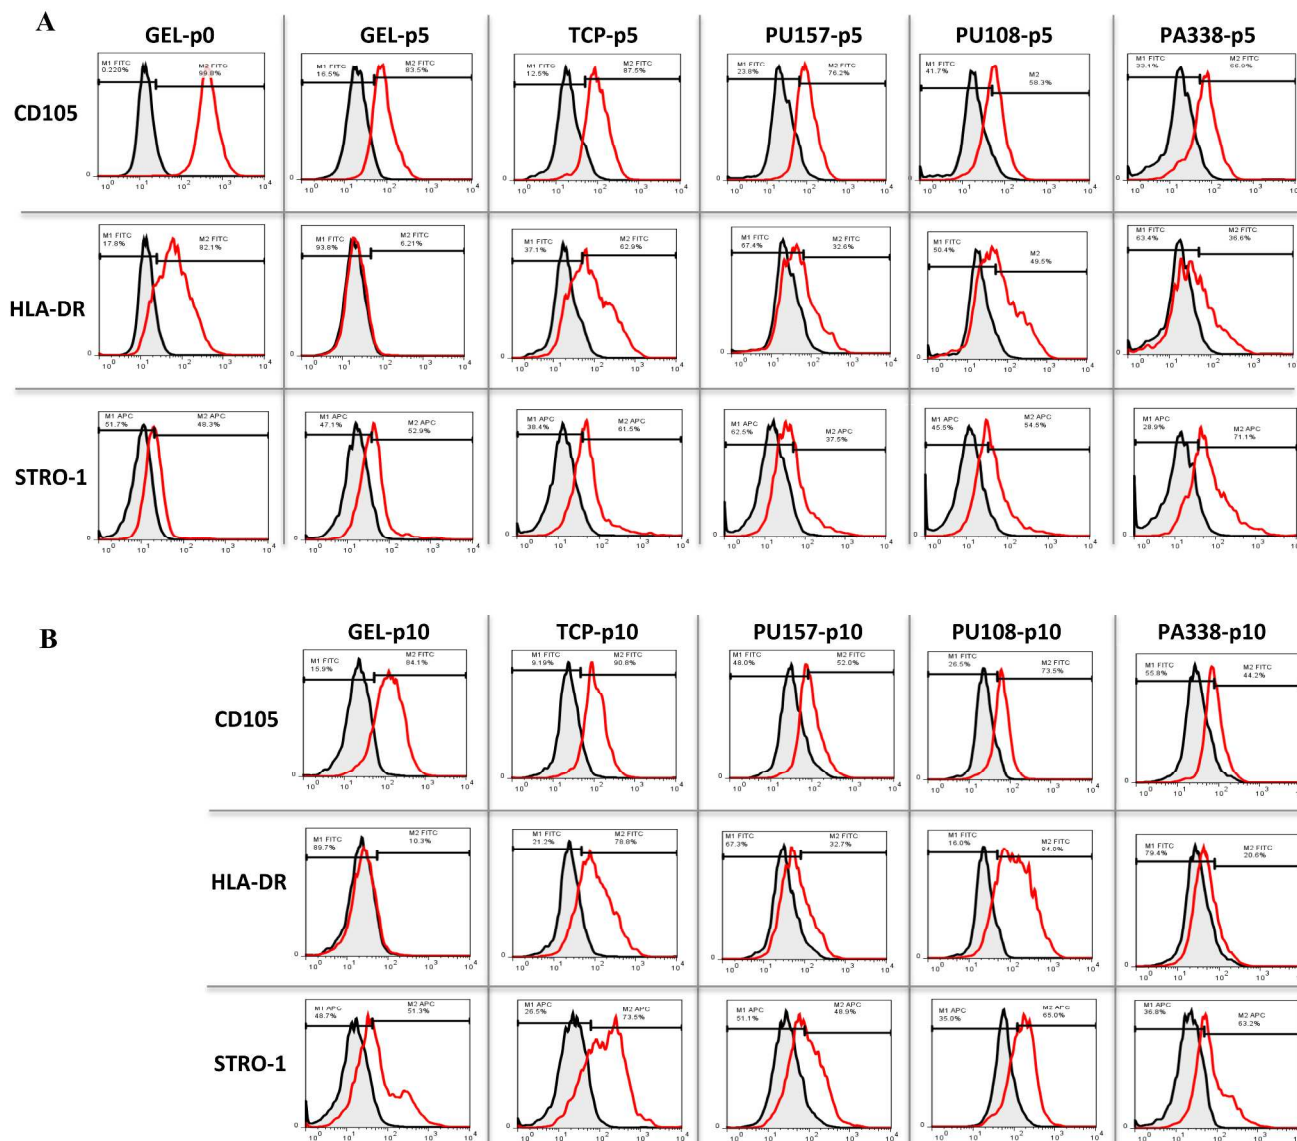 A
GEL-p0 GEL-p5 TCP-p5 PU157-p5 PU108-p5 PA338-p5
CD105
M1 FITC 0.220% M2 FITC 99.8%
M1 FITC 16.5% M2 FITC 83.5%
M1 FITC 12.5% M2 FITC 87.5%
M1 FITC 23.8% M2 FITC 76.2%
M1 FITC 41.7% M2 58.3%
M1 FITC M2 FITC
HLA-DR
M1 FITC 17.8% M2 FITC 82.1%
M1 FITC 93.8% M2 FITC 6.21%
M1 FITC 37.1% M2 FITC 62.9%
M1 FITC 67.4% M2 FITC 32.6%
M1 FITC 50.4% M2 49.5%
M1 FITC 63.4% M2 FITC 36.6%
STRO-1
M1 APC 51.7% M2 APC 48.3%
M1 APC 47.1% M2 APC 52.9%
M1 APC 38.4% M2 APC 61.5%
M1 APC 62.5% M2 APC 37.5%
M1 APC 45.5% M2 APC 54.5%
M1 APC 28.9% M2 APC 71.1%
B
GEL-p10 TCP-p10 PU157-p10 PU108-p10 PA338-p10
CD105
M1 FITC 15.9% M2 FITC 84.1%
M1 FITC 9.19% M2 FITC 90.8%
M1 FITC 48.0% M2 FITC 52.0%
M1 FITC 26.5% M2 FITC 73.5%
M1 FITC 55.8% M2 FITC 44.2%
HLA-DR
M1 FITC 89.7% M2 FITC 10.3%
M1 FITC 21.2% M2 FITC 78.8%
M1 FITC 67.3% M2 FITC 32.7%
M1 FITC 16.0% M2 FITC
M1 FITC 79.4% M2 FITC 20.6%
STRO-1
M1 APC 48.7% M2 APC 51.3%
M1 APC 26.5% M2 APC 73.5%
M1 APC 51.1% M2 APC 48.9%
M1 APC 35.0% M2 APC 65.0%
M1 APC 36.8% M2 APC 63.2%